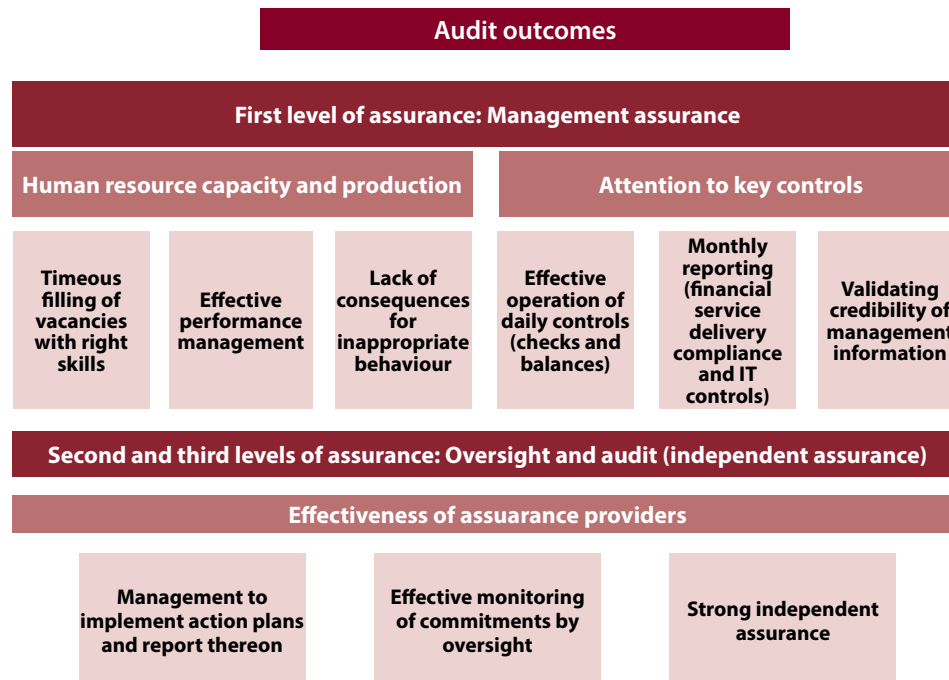 Audit outcomes
First level of assurance: Management assurance
Human resource capacity and production
Attention to key controls
Timeous
filling of
vacancies
with right
skills
Effective
performance
management
Lack of
consequences
for
inappropriate
behaviour
Effective
operation of
daily controls
(checks and
balances)
Monthly
reporting
(financial
service
delivery
compliance
and IT
controls)
Validating
credibility of
management
information
Second and third levels of assurance: Oversight and audit (independent assurance)
Effectiveness of assuarance providers
Management to
implement action plans
and report thereon
Effective monitoring
of commitments by
oversight
Strong independent
assurance